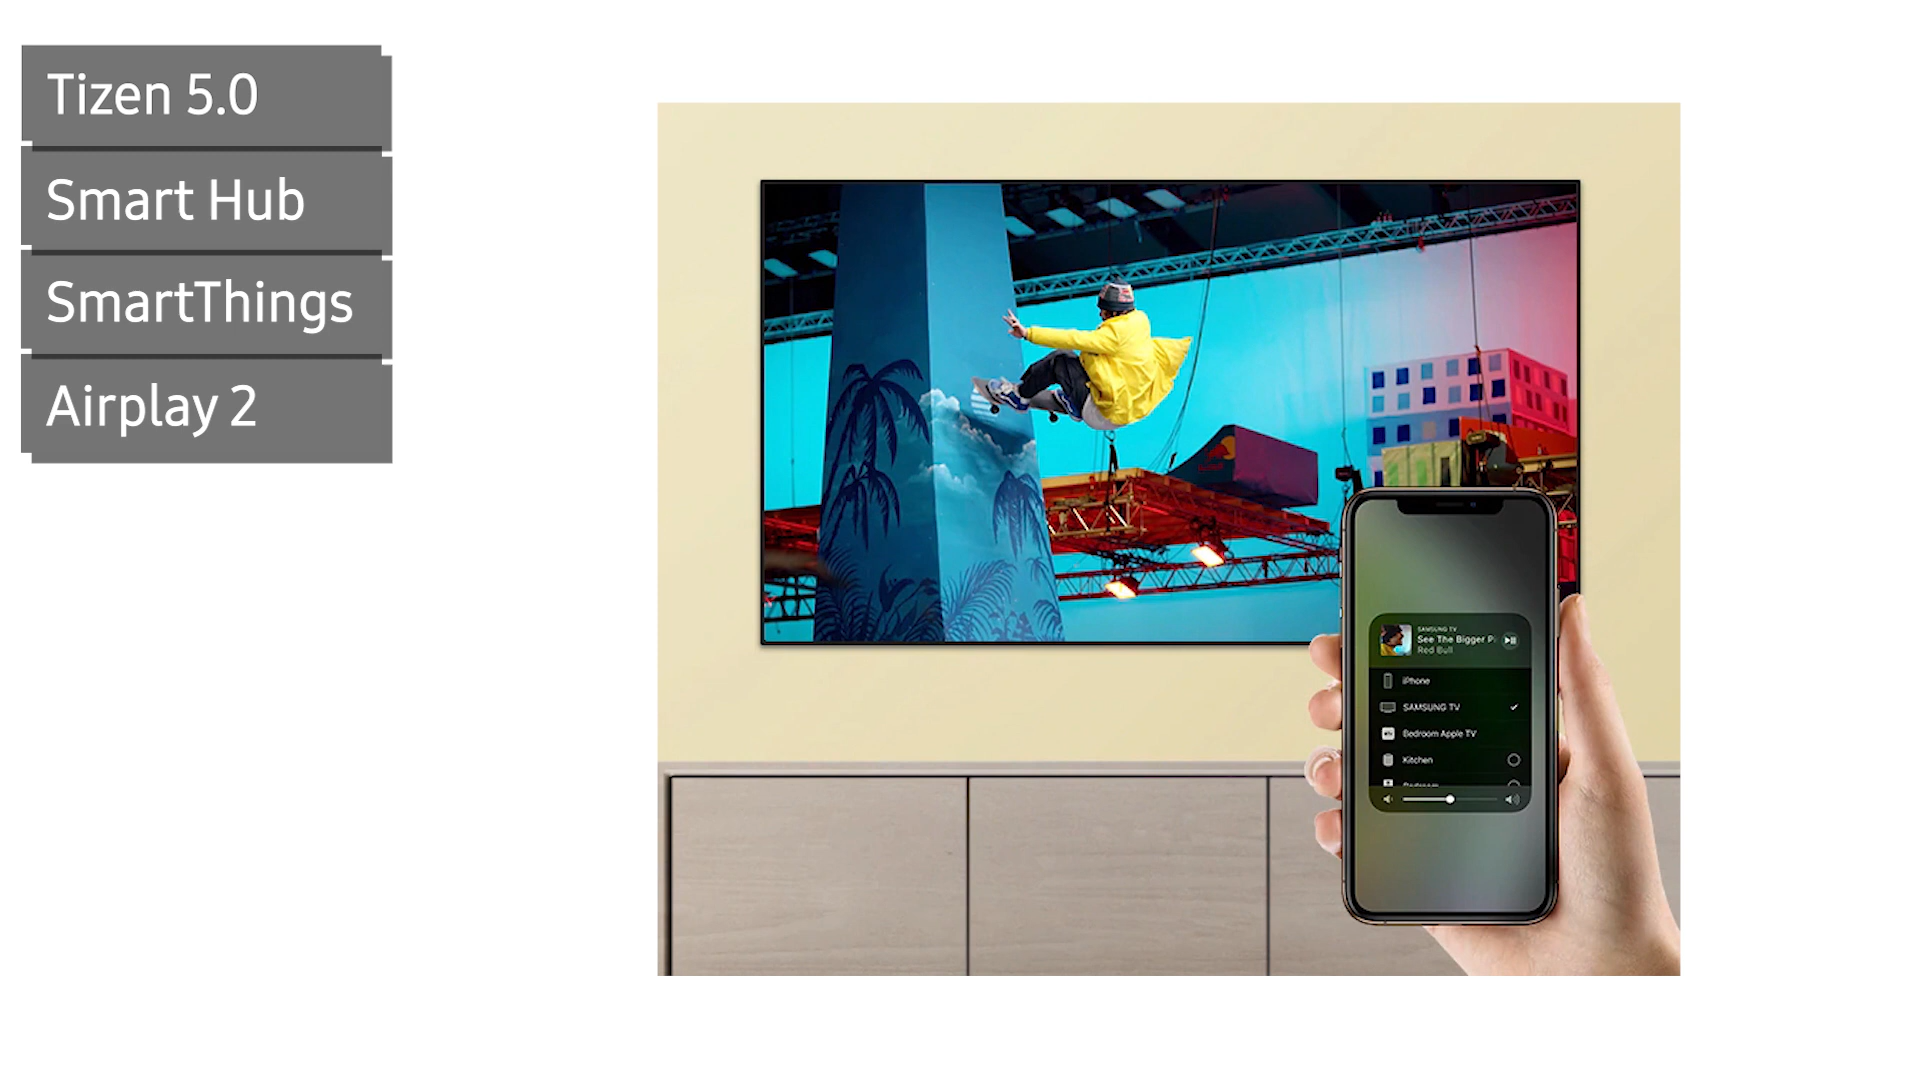 Tizen 5.0
Smart Hub
SmartThings
Airplay 2
SAMSUNG TV
See The Bigger P
Red Bull
iPhone
SAMSUNG TV
Bedroom Apple TV
Kitchen